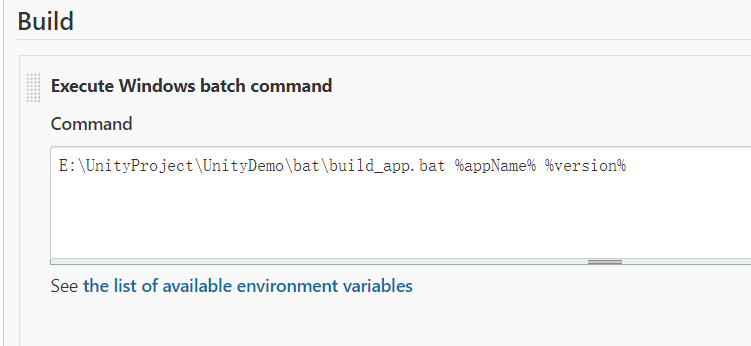 Build
Execute Windows batch command
Command
E:\UnityProject\UnityDemo\bat\build_app.bat %appName% %version%
See the list of available environment variables